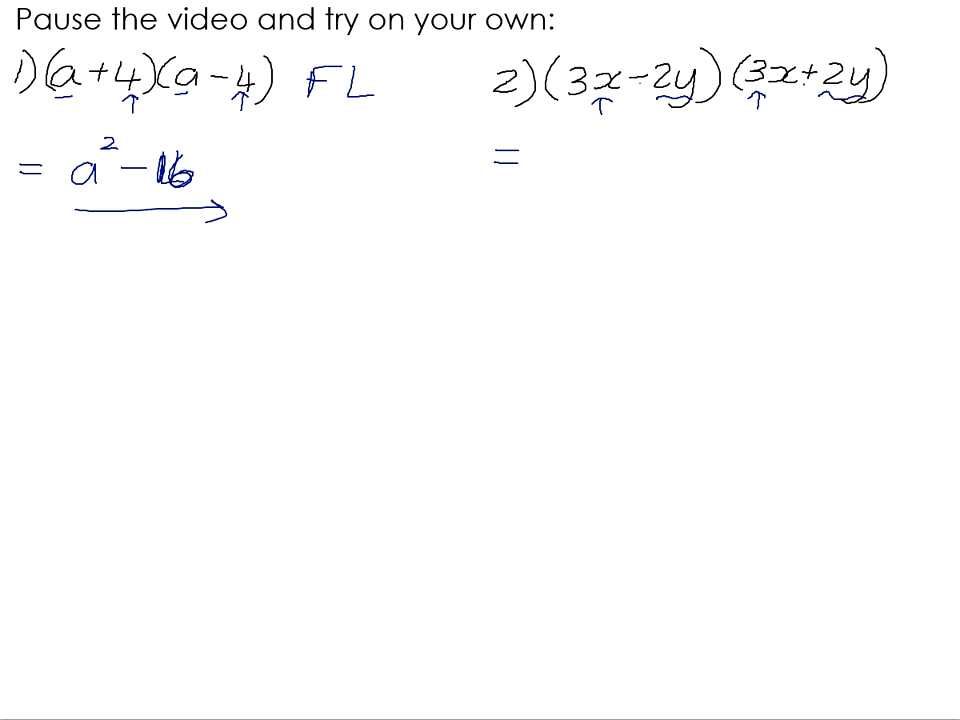 Pause the video and try on your own:
1) (a+4)(a-4) FL
= a² - 16
2) (3x-2y)(3x+2y)
=